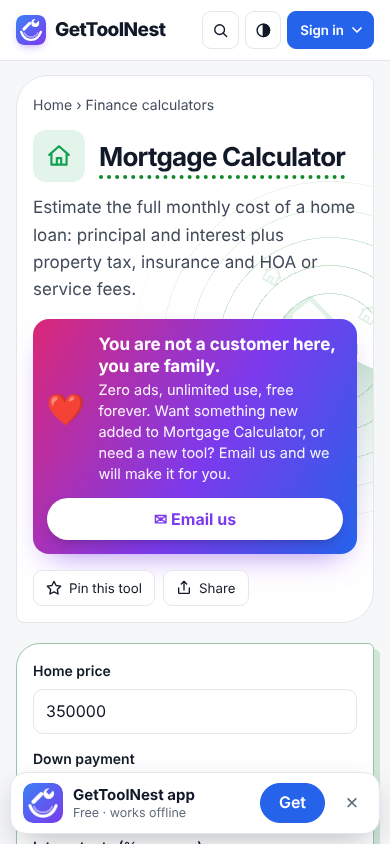 GetToolNest
Sign in
Home › Finance calculators
Mortgage Calculator
Estimate the full monthly cost of a home
loan: principal and interest plus
property tax, insurance and HOA or
service fees.
You are not a customer here,
you are family.
Zero ads, unlimited use, free
forever. Want something new
added to Mortgage Calculator, or
need a new tool? Email us and we
will make it for you.
✉ Email us
Pin this tool
Share
Home price
350000
Down payment
GetToolNest app
Free · works offline
Get